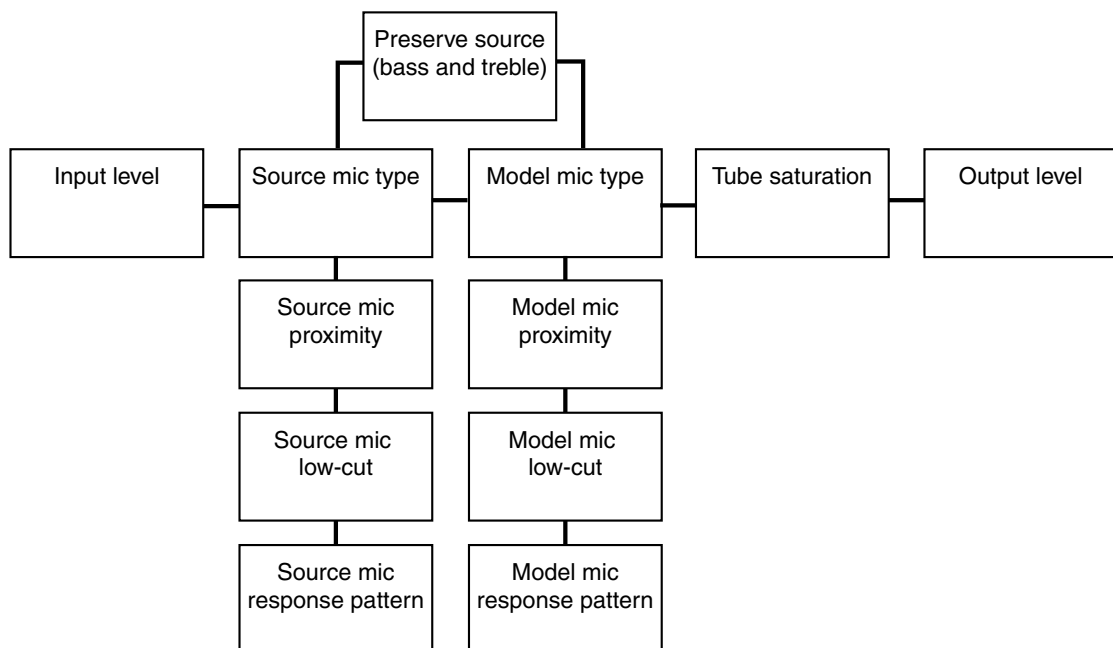 Preserve source
(bass and treble)
Input level
Source mic type
Model mic type
Tube saturation
Output level
Source mic
proximity
Model mic
proximity
Source mic
low-cut
Model mic
low-cut
Source mic
response pattern
Model mic
response pattern